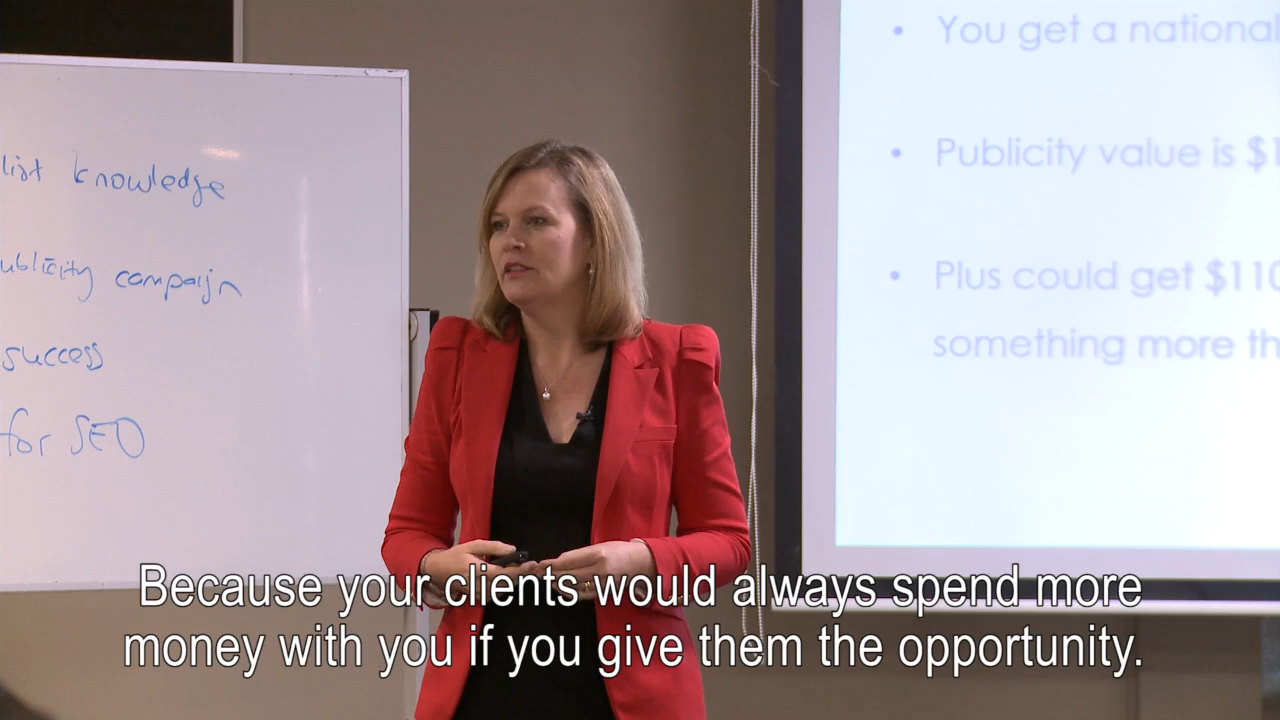 list knowledge
ublicity campaign
success
for SEO
• You get a national
• Publicity value is $1
• Plus could get $110
something more th
Because your clients would always spend more
money with you if you give them the opportunity.